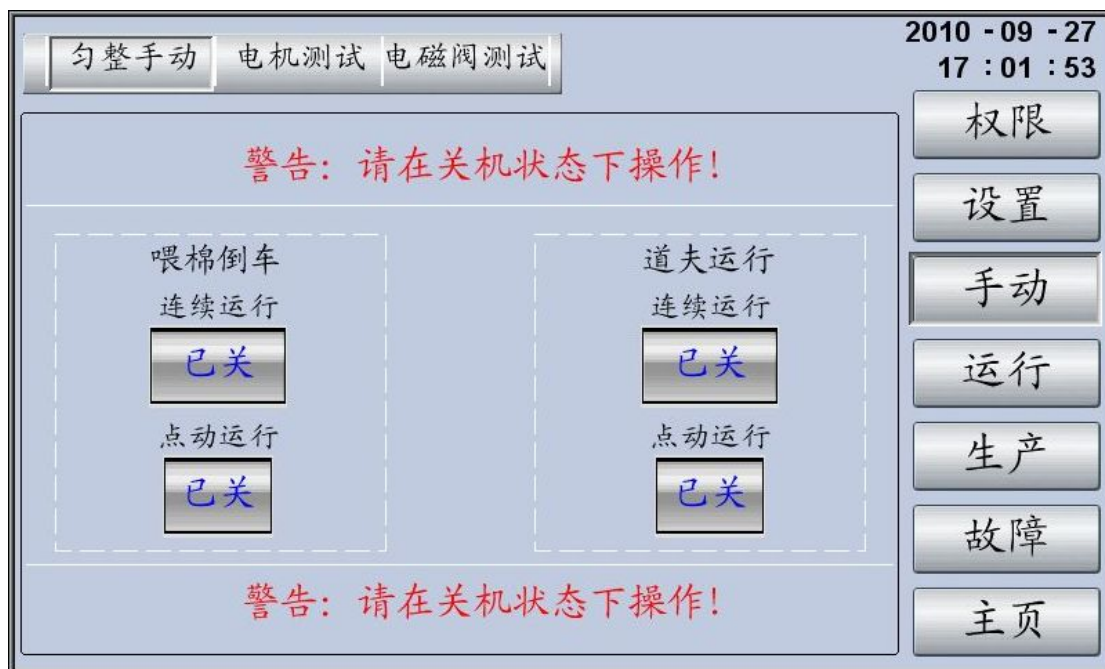 匀整手动 电机测试 电磁阀测试
2010 -09 -27
17 :01 :53
警告: 请在关机状态下操作!
喂棉倒车
连续运行
已关
点动运行
已关
道夫运行
连续运行
已关
点动运行
已关
警告: 请在关机状态下操作!
权限
设置
手动
运行
生产
故障
主页